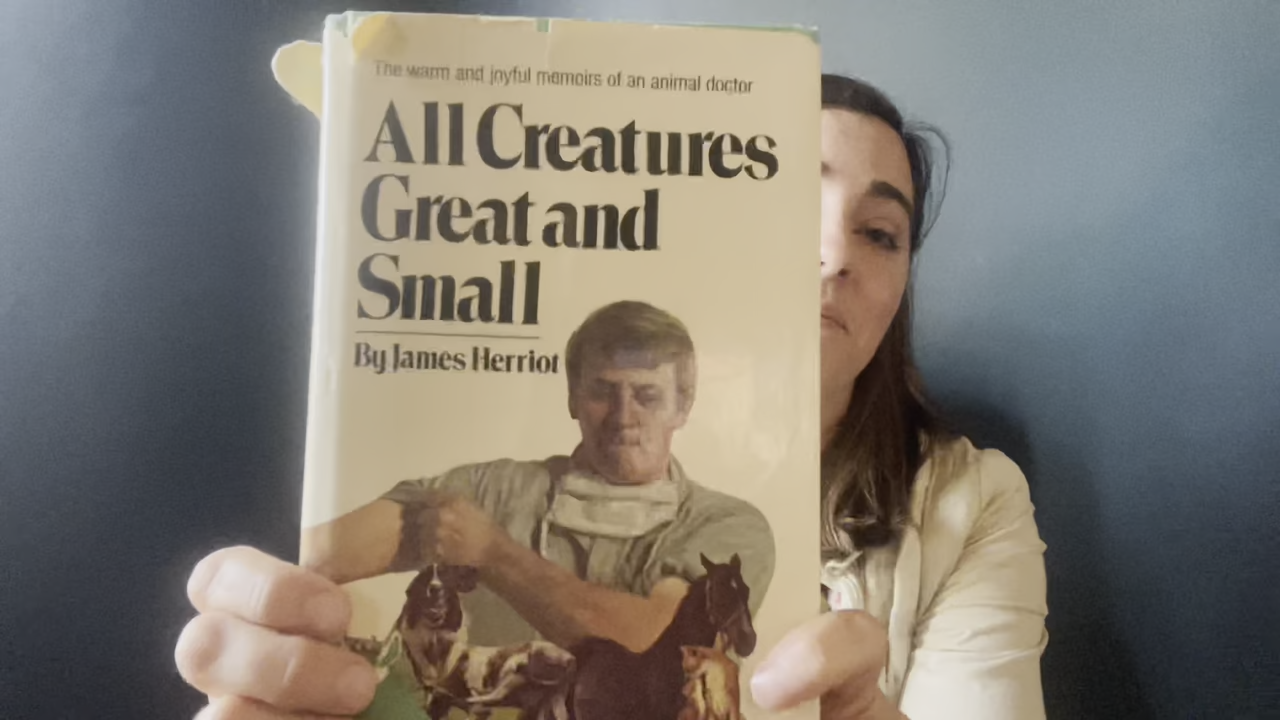 The warm and joyful memoirs of an animal doctor
All Creatures
Great and
Small
By James Herriot